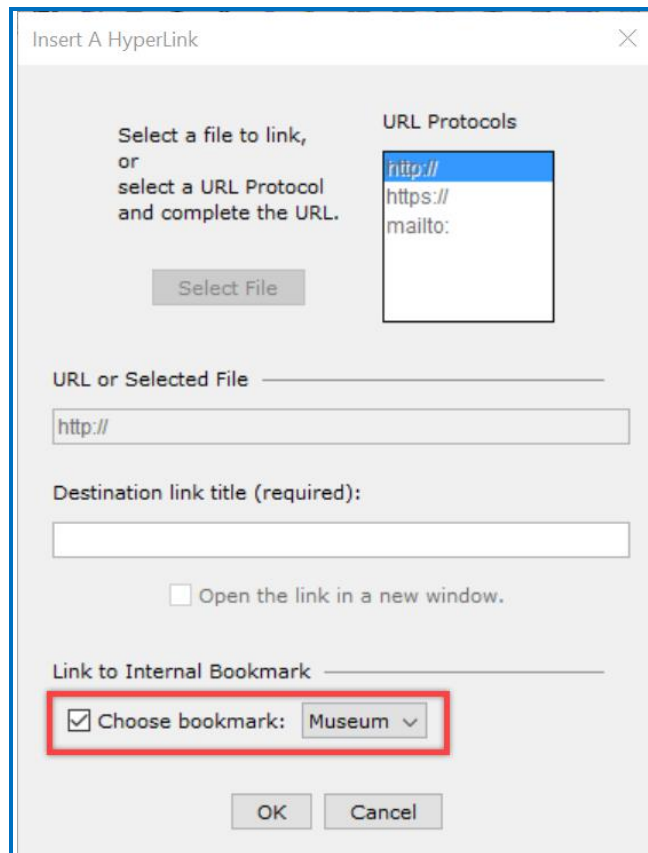 Insert A HyperLink
Select a file to link,
or
select a URL Protocol
and complete the URL.
URL Protocols
http://
https://
mailto:
Select File
URL or Selected File
http://
Destination link title (required):
Open the link in a new window.
Link to Internal Bookmark
Choose bookmark: Museum
OK Cancel